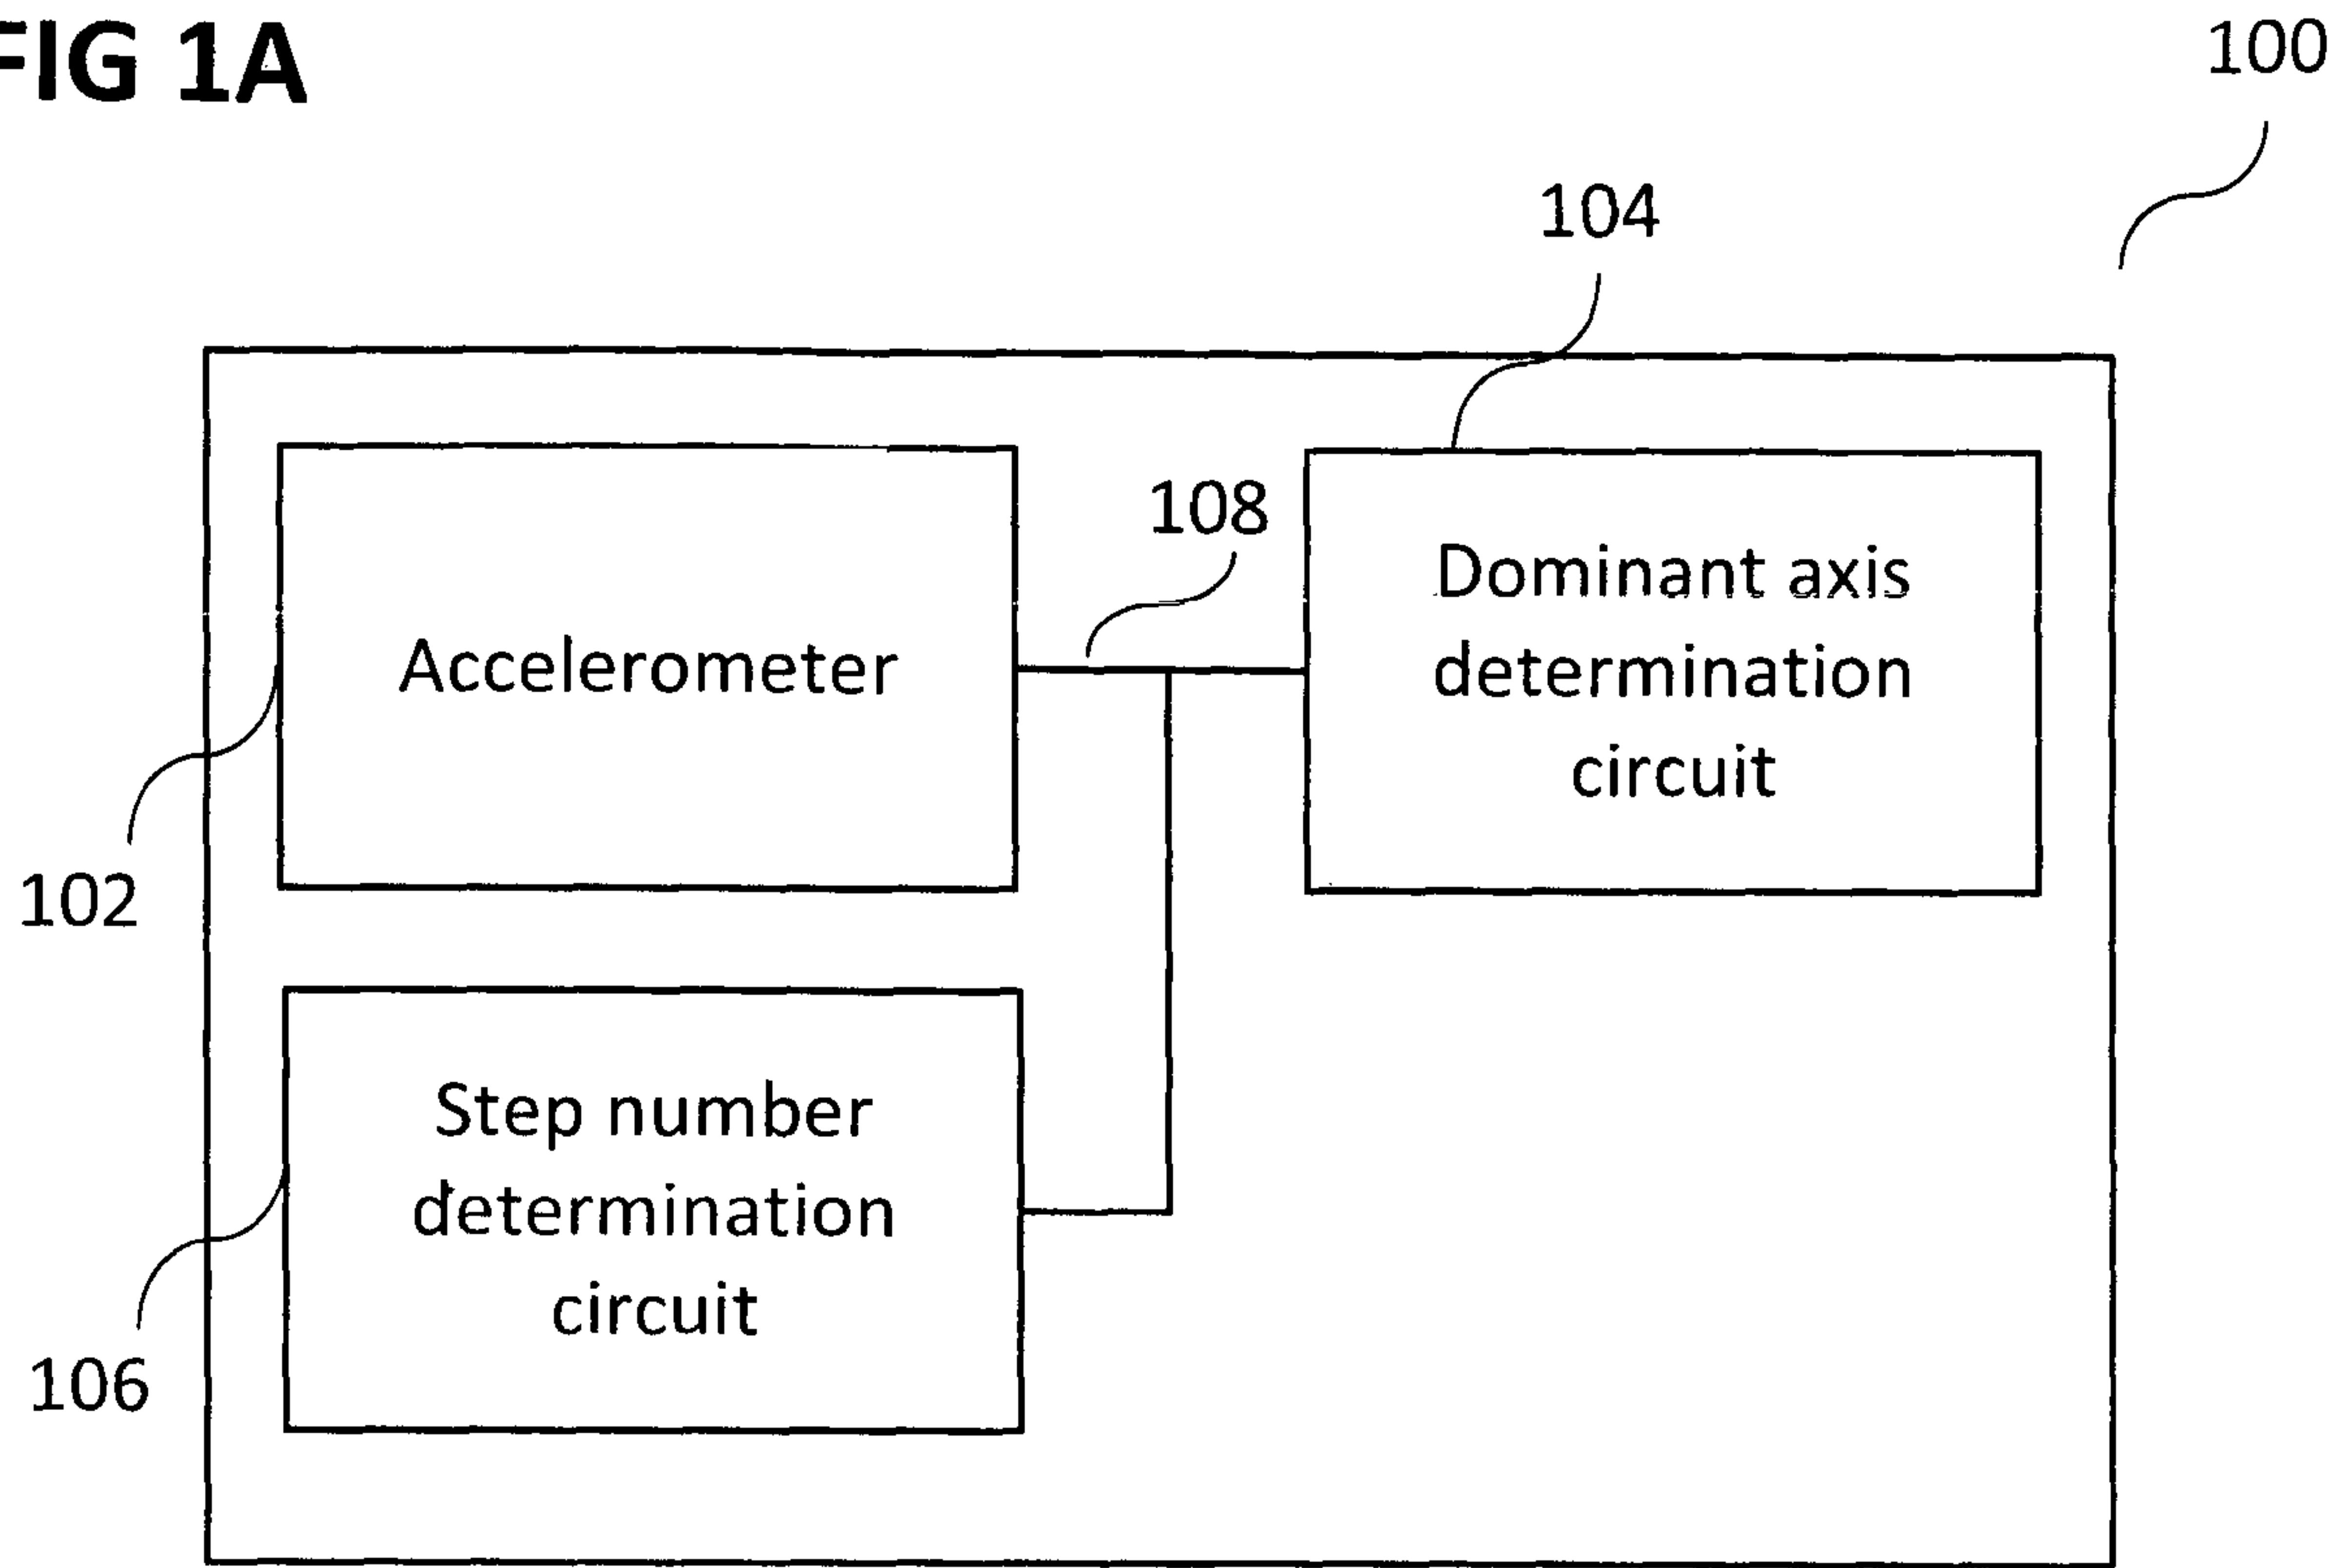 FIG 1A
100
104
108
Accelerometer
Dominant axis
determination
circuit
102
Step number
determination
circuit
106